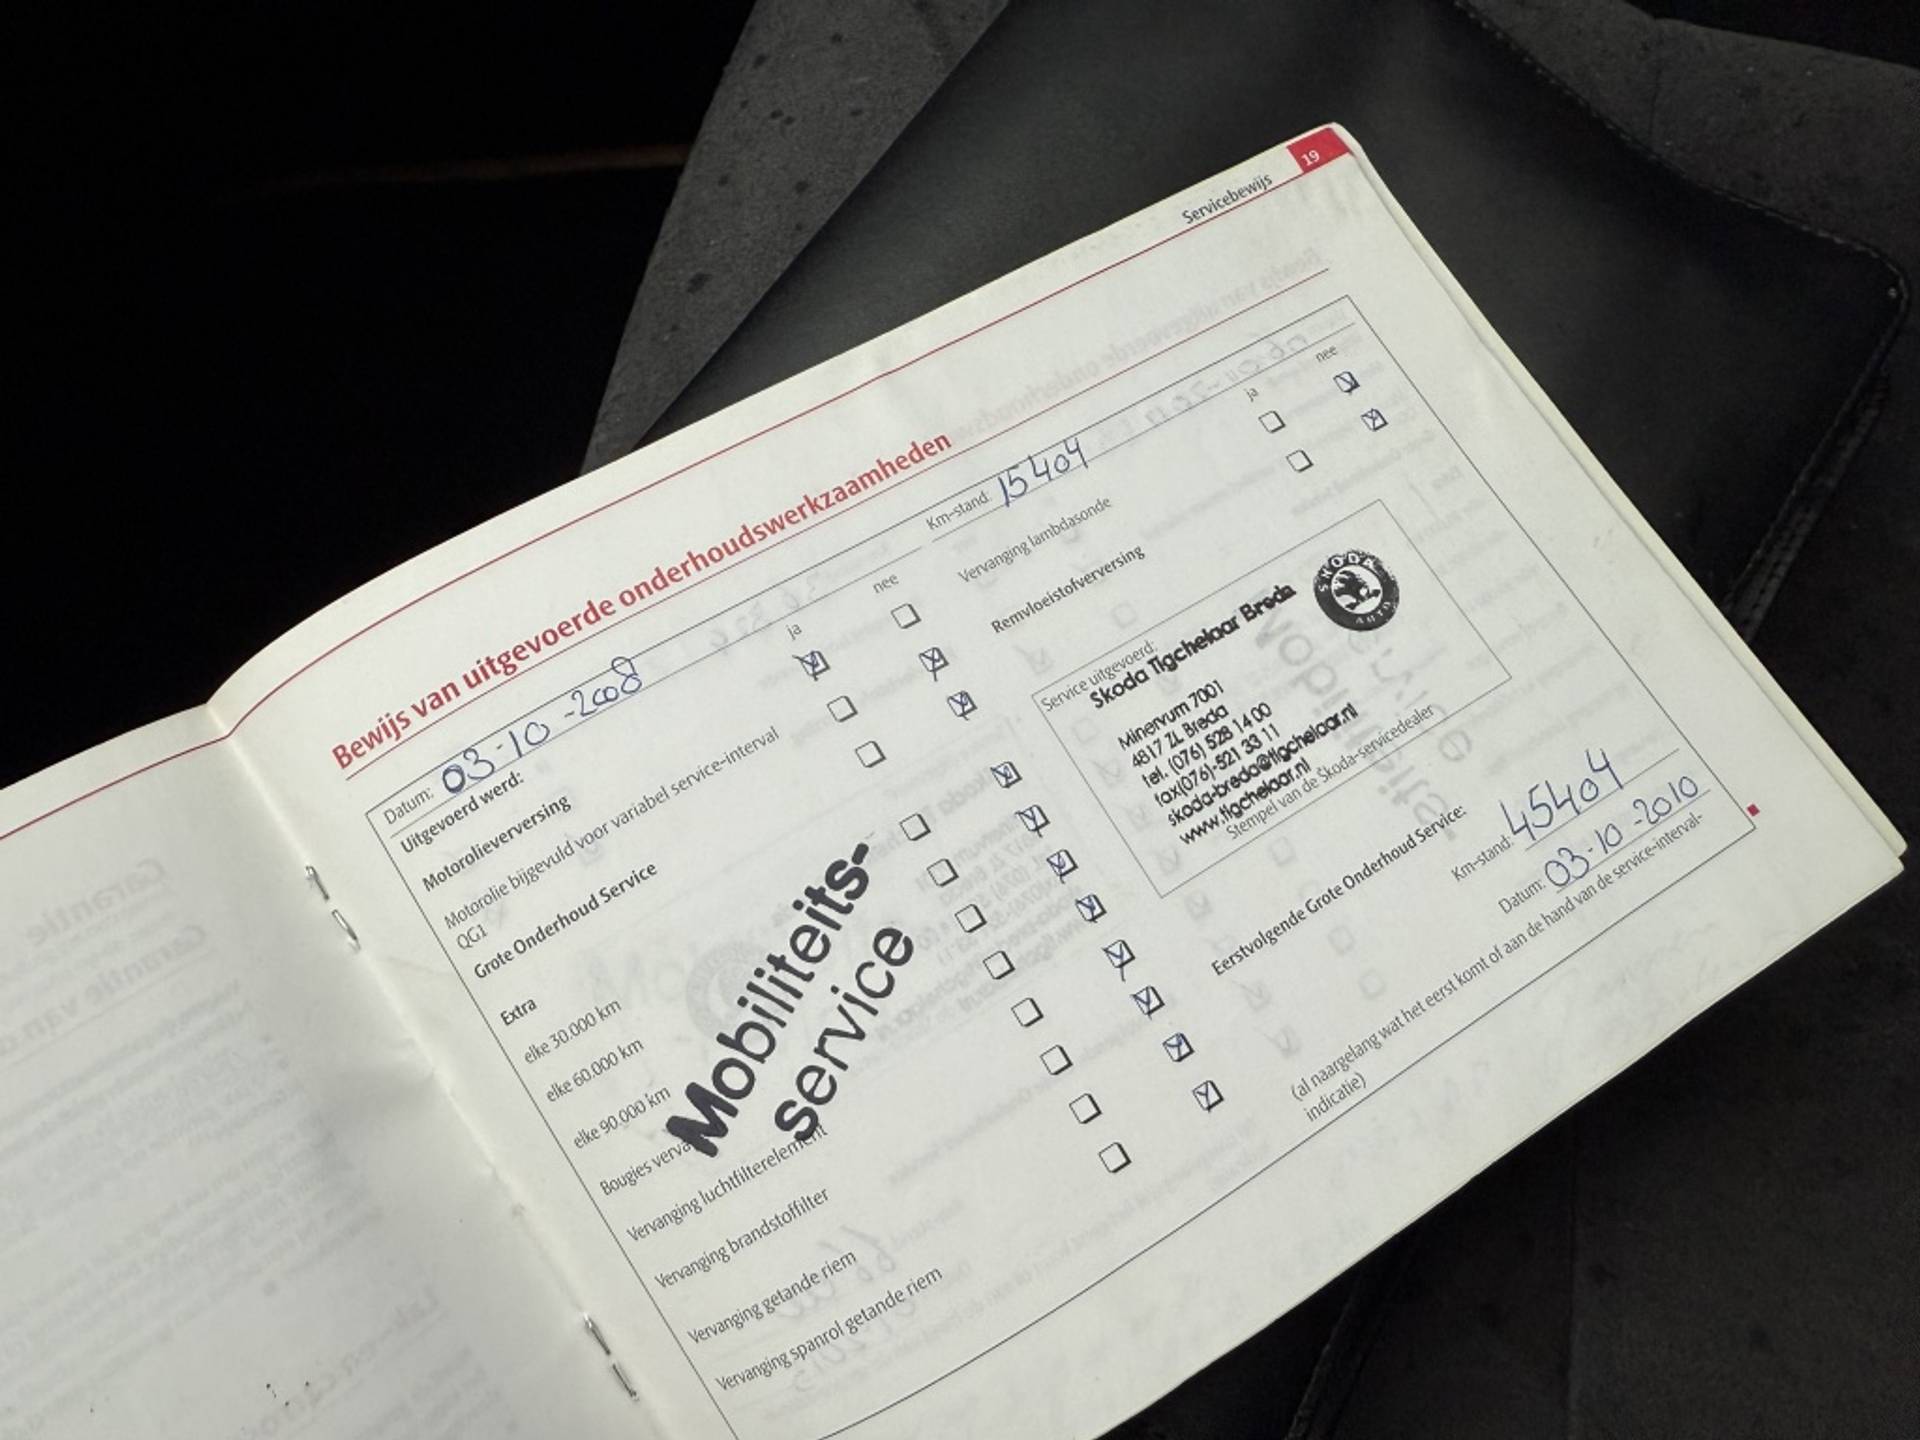 19
Servicebewijs
Bewijs van uitgevoerde onderhoudswerkzaamheden
Datum: 03-10-2008
Km-stand: 15404
Uitgevoerd werd:
ja nee
ja nee
Motorolieverversing
Motorolie bijgevuld voor variabel service-interval
QG1
Grote Onderhoud Service
Extra
elke 30.000 km
elke 60.000 km
elke 90.000 km
Bougies verva
Vervanging luchtfilterelement
Vervanging brandstoffilter
Vervanging getande riem
Vervanging spanrol getande riem
Mobiliteits-
service
Vervanging lambdasonde
Remvloeistofverversing
Service uitgevoerd:
Skoda Tigchelaar Breda
SKODA
AUTO
Minervum 7001
4817 ZL Breda
tel. (076) 528 14 00
fax(076)-521 33 11
skoda-breda@tigchelaar.nl
www.tigchelaar.nl
Stempel van de Škoda-servicedealer
Eerstvolgende Grote Onderhoud Service:
Km-stand: 45404
Datum: 03-10-2010
(al naargelang wat het eerst komt of aan de hand van de service-interval-
indicatie)